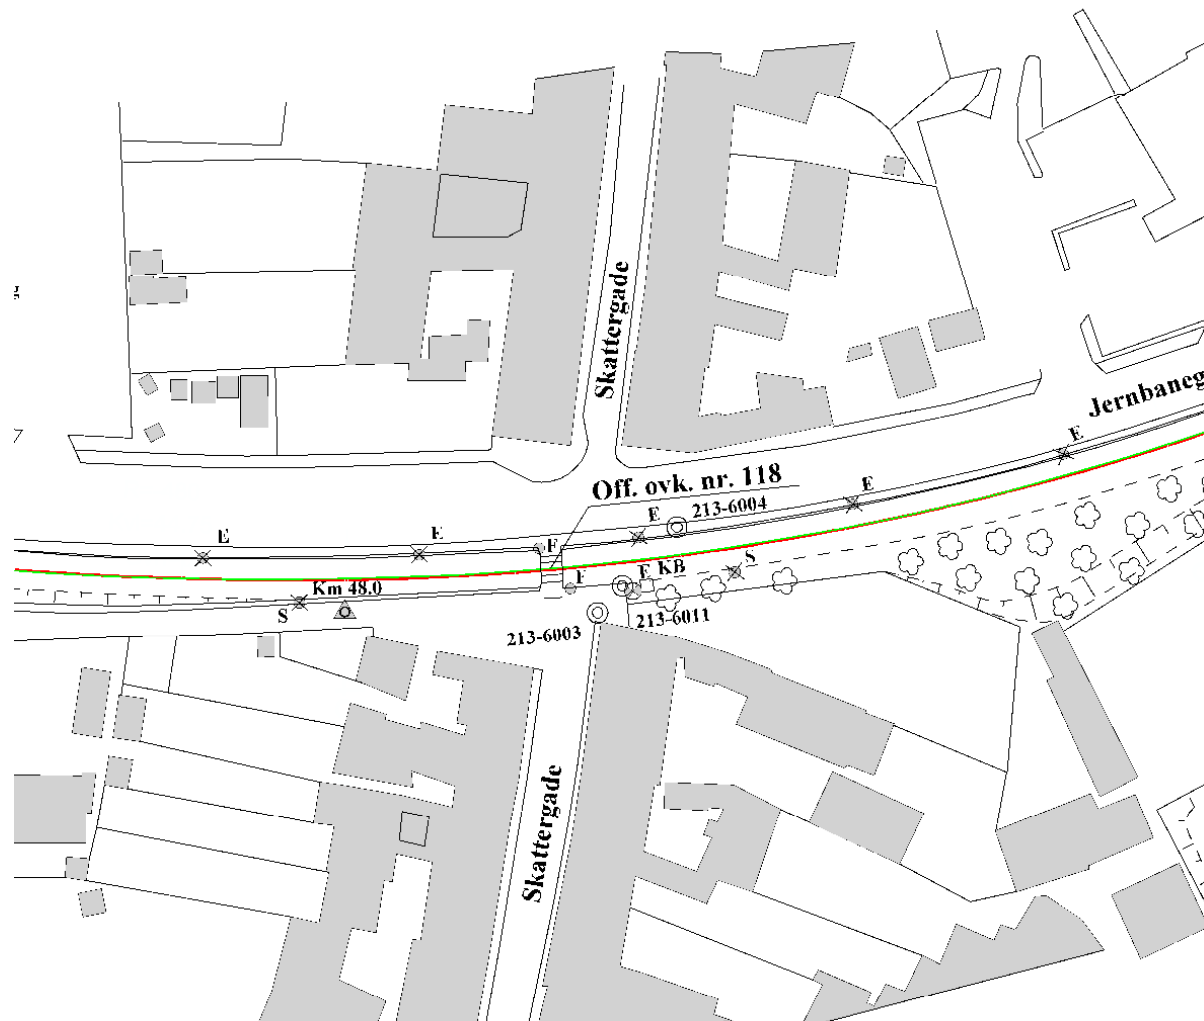 Skattergade
Jernbaneg
E
Off. ovk. nr. 118
E
213-6004
E
E
E
F
S
F
F
KB
Km 48.0
S
213-6003
213-6011
Skattergade